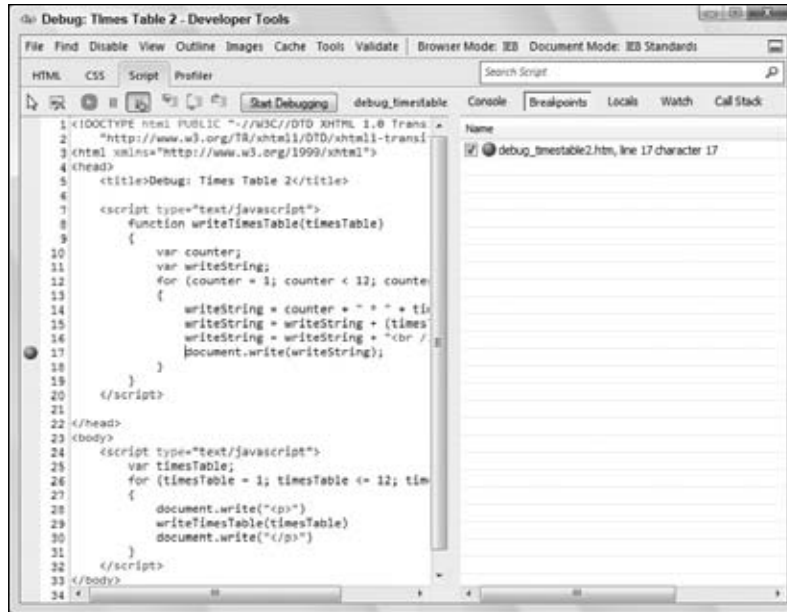 Debug: Times Table 2 - Developer Tools
File Find Disable View Outline Images Cache Tools Validate Browser Mode: IE8 Document Mode: IE8 Standards
HTML CSS Script Profiler
Search Script
Start Debugging debug_timestable Console Breakpoints Locals Watch Call Stack
Name
debug_timestable2.htm, line 17 character 17
1 <!DOCTYPE html PUBLIC "-//W3C//DTD XHTML 1.0 Trans
2 "http://www.w3.org/TR/xhtml1/DTD/xhtml1-transi
3 <html xmlns="http://www.w3.org/1999/xhtml">
4 <head>
5 <title>Debug: Times Table 2</title>
6
7 <script type="text/javascript">
8 function writeTimesTable(timesTable)
9 {
10 var counter;
11 var writeString;
12 for (counter = 1; counter < 12; counte
13 {
14 writeString = counter + " * " + ti
15 writeString = writeString + (times
16 writeString = writeString + "<br /
17 document.write(writeString);
18 }
19 }
20 </script>
21
22 </head>
23 <body>
24 <script type="text/javascript">
25 var timesTable;
26 for (timesTable = 1; timesTable <= 12; tim
27 {
28 document.write("<p>")
29 writeTimesTable(timesTable)
30 document.write("</p>")
31 }
32 </script>
33 </body>
34